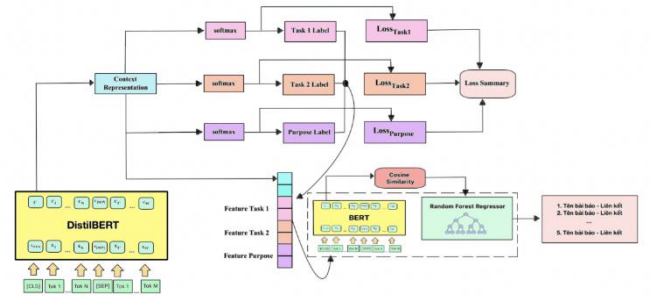 softmax
Task 1 Label
Loss Task1
Context
Representation
softmax
Task 2 Label
Loss Task2
Loss Summary
softmax
Purpose Label
Loss Purpose
Cosine
Similarity
Feature Task 1
DistilBERT
BERT
Random Forest Regressor
1. Tên bài báo - Liên kết
2. Tên bài báo - Liên kết
...
5. Tên bài báo - Liên kết
Feature Task 2
Feature Purpose
[CLS] Tok 1 ... Tok N [SEP] Tok 1 ... Tok M